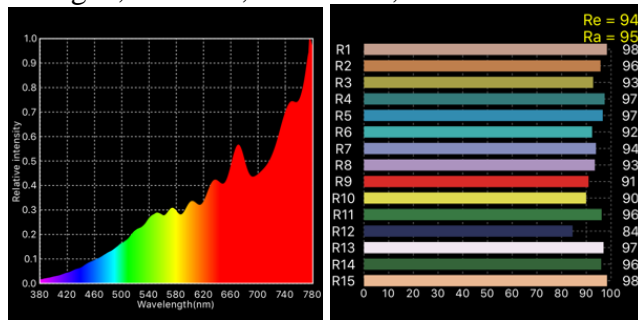 1.0
0.9
0.8
0.7
0.6
0.5
0.4
0.3
0.2
0.1
0.0
Relative intensity
380 420 460 500 540 580 620 660 700 740 780
Wavelength(nm)
Re = 94
Ra = 95
R1 98
R2 96
R3 93
R4 97
R5 97
R6 92
R7 94
R8 93
R9 91
R10 90
R11 96
R12 84
R13 97
R14 96
R15 98
0 10 20 30 40 50 60 70 80 90 100